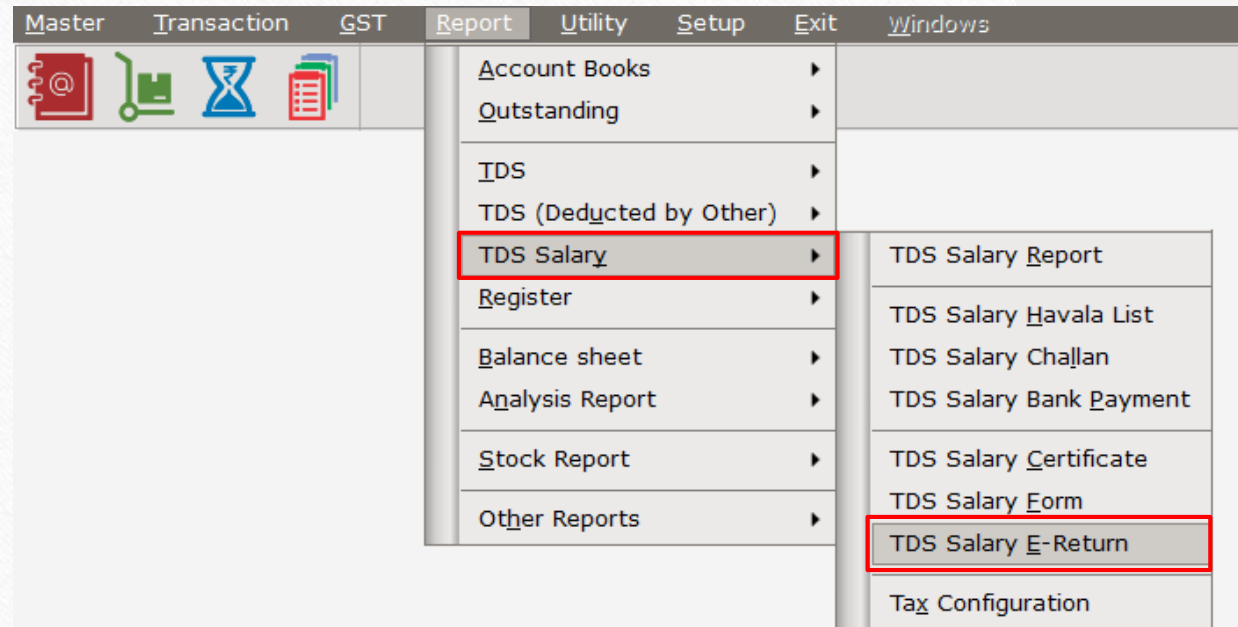 Master Transaction GST Report Utility Setup Exit Windows
@
₹
Account Books
Outstanding
TDS
TDS (Deducted by Other)
TDS Salary
Register
Balance sheet
Analysis Report
Stock Report
Other Reports
TDS Salary Report
TDS Salary Havala List
TDS Salary Challan
TDS Salary Bank Payment
TDS Salary Certificate
TDS Salary Form
TDS Salary E-Return
Tax Configuration